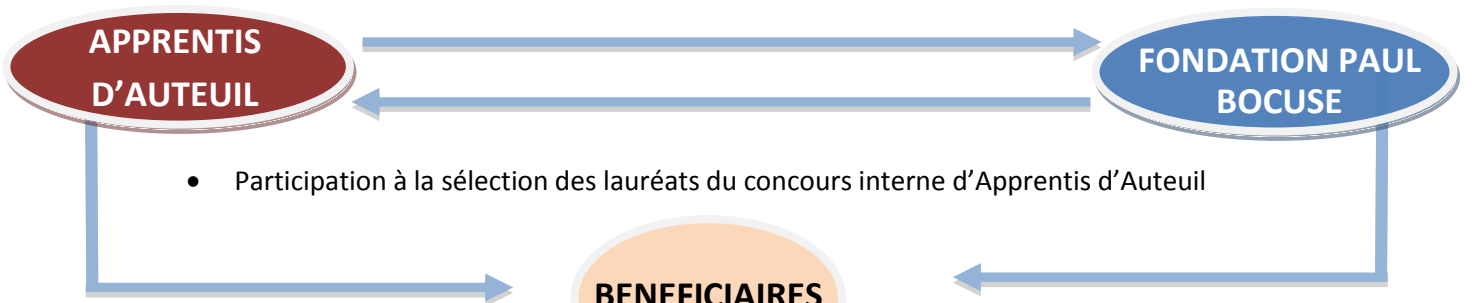 APPRENTIS
D’AUTEUIL
FONDATION PAUL
BOCUSE
• Participation à la sélection des lauréats du concours interne d’Apprentis d’Auteuil
BENEFICIAIRES